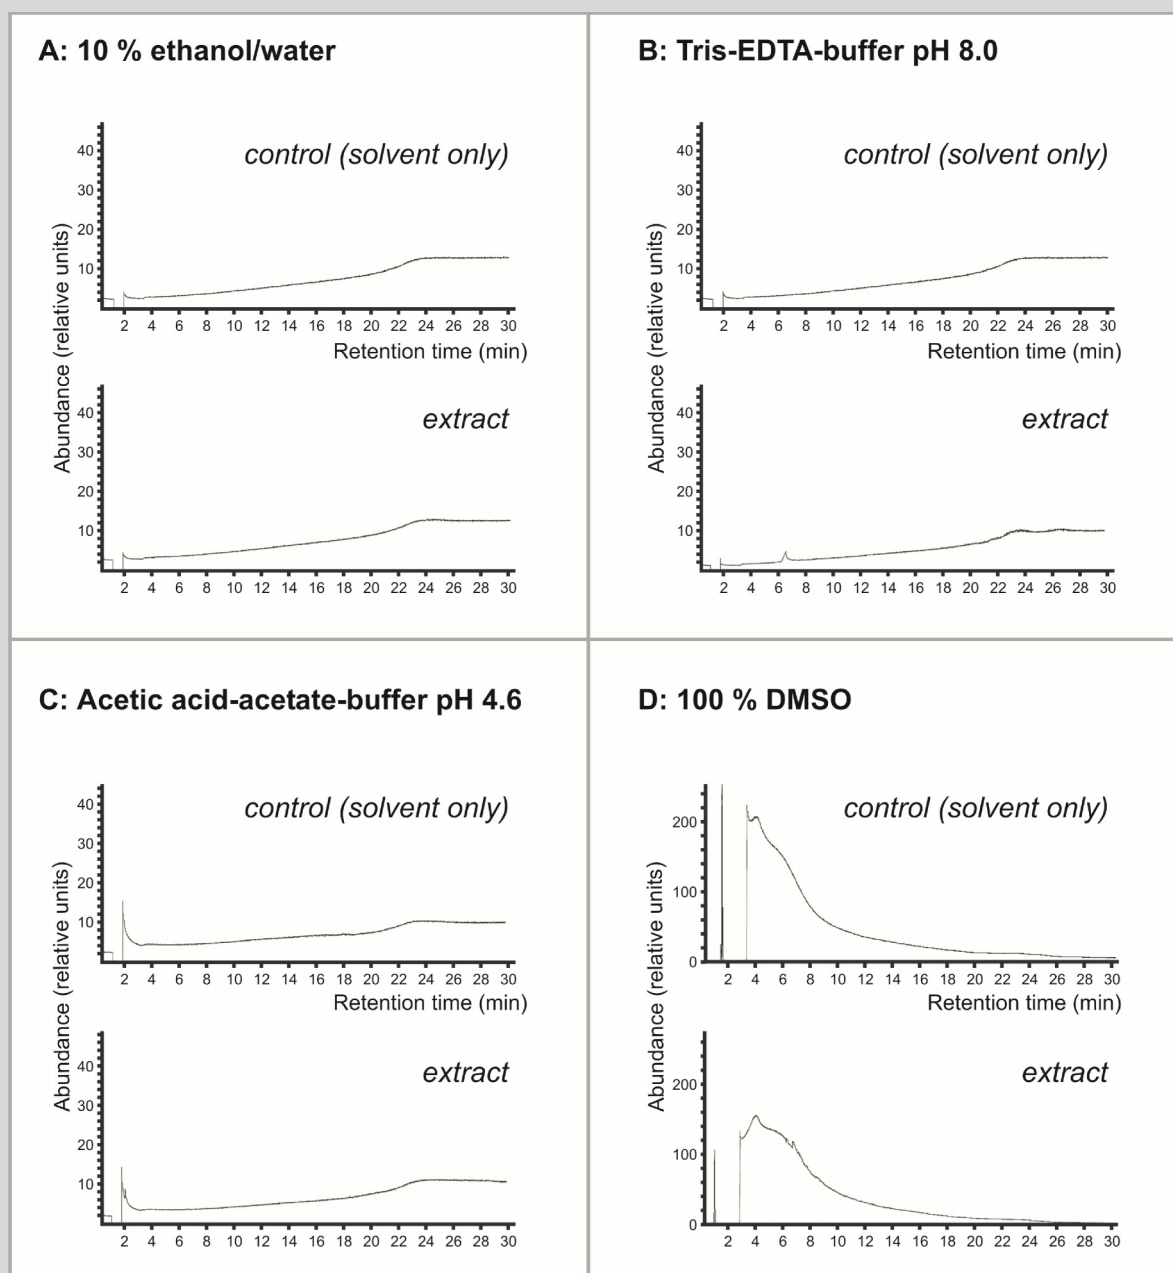 A: 10 % ethanol/water
control (solvent only)
40
30
20
10
2 4 6 8 10 12 14 16 18 20 22 24 26 28 30
Retention time (min)
Abundance (relative units)
extract
40
30
20
10
2 4 6 8 10 12 14 16 18 20 22 24 26 28 30
B: Tris-EDTA-buffer pH 8.0
control (solvent only)
40
30
20
10
2 4 6 8 10 12 14 16 18 20 22 24 26 28 30
Retention time (min)
Abundance (relative units)
extract
40
30
20
10
2 4 6 8 10 12 14 16 18 20 22 24 26 28 30
C: Acetic acid-acetate-buffer pH 4.6
control (solvent only)
40
30
20
10
2 4 6 8 10 12 14 16 18 20 22 24 26 28 30
Retention time (min)
Abundance (relative units)
extract
40
30
20
10
2 4 6 8 10 12 14 16 18 20 22 24 26 28 30
D: 100 % DMSO
control (solvent only)
200
100
0
2 4 6 8 10 12 14 16 18 20 22 24 26 28 30
Retention time (min)
Abundance (relative units)
extract
200
100
0
2 4 6 8 10 12 14 16 18 20 22 24 26 28 30